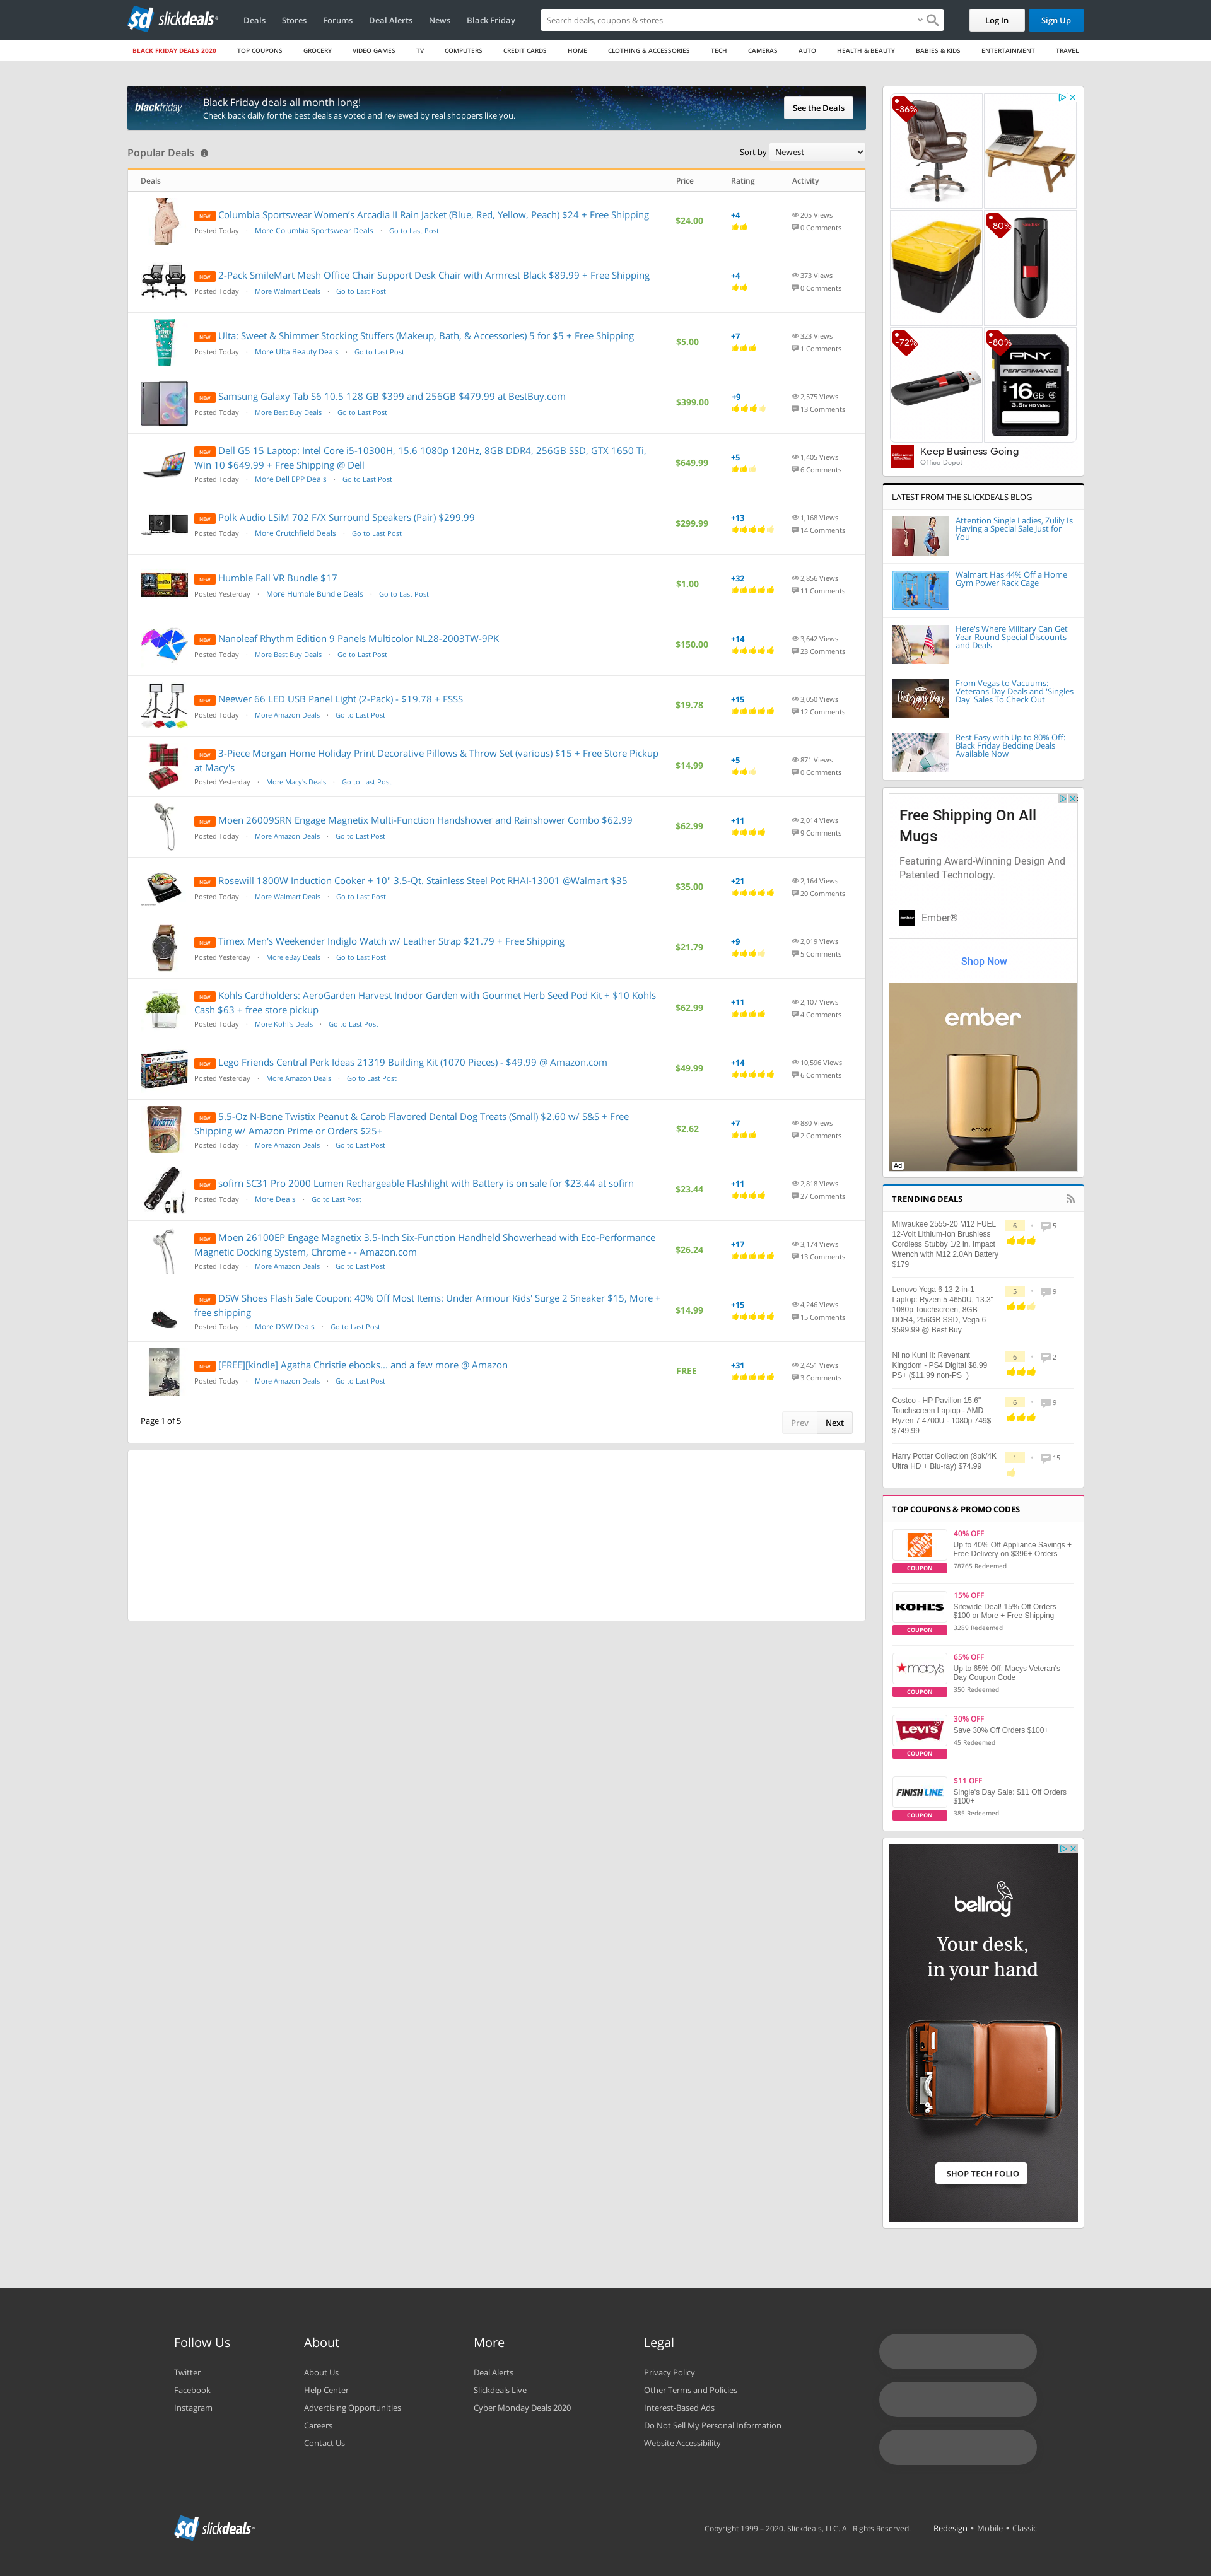 sd slickdeals
Deals Stores Forums Deal Alerts News Black Friday
Search deals, coupons & stores
Log In Sign Up
BLACK FRIDAY DEALS 2020 TOP COUPONS GROCERY VIDEO GAMES TV COMPUTERS CREDIT CARDS HOME CLOTHING & ACCESSORIES TECH CAMERAS AUTO HEALTH & BEAUTY BABIES & KIDS ENTERTAINMENT TRAVEL
blackfriday
Black Friday deals all month long!
Check back daily for the best deals as voted and reviewed by real shoppers like you.
See the Deals
Popular Deals
Sort by Newest
Deals Price Rating Activity
NEW Columbia Sportswear Women's Arcadia II Rain Jacket (Blue, Red, Yellow, Peach) $24 + Free Shipping
Posted Today · More Columbia Sportswear Deals · Go to Last Post
$24.00 +4 205 Views
0 Comments
NEW 2-Pack SmileMart Mesh Office Chair Support Desk Chair with Armrest Black $89.99 + Free Shipping
Posted Today · More Walmart Deals · Go to Last Post
+4 373 Views
0 Comments
NEW Ulta: Sweet & Shimmer Stocking Stuffers (Makeup, Bath, & Accessories) 5 for $5 + Free Shipping
Posted Today · More Ulta Beauty Deals · Go to Last Post
$5.00 +7 323 Views
1 Comments
NEW Samsung Galaxy Tab S6 10.5 128 GB $399 and 256GB $479.99 at BestBuy.com
Posted Today · More Best Buy Deals · Go to Last Post
$399.00 +9 2,575 Views
13 Comments
NEW Dell G5 15 Laptop: Intel Core i5-10300H, 15.6 1080p 120Hz, 8GB DDR4, 256GB SSD, GTX 1650 Ti,
Win 10 $649.99 + Free Shipping @ Dell
Posted Today · More Dell EPP Deals · Go to Last Post
$649.99 +5 1,405 Views
6 Comments
NEW Polk Audio LSiM 702 F/X Surround Speakers (Pair) $299.99
Posted Today · More Crutchfield Deals · Go to Last Post
$299.99 +13 1,168 Views
14 Comments
NEW Humble Fall VR Bundle $17
Posted Yesterday · More Humble Bundle Deals · Go to Last Post
$1.00 +32 2,856 Views
11 Comments
NEW Nanoleaf Rhythm Edition 9 Panels Multicolor NL28-2003TW-9PK
Posted Today · More Best Buy Deals · Go to Last Post
$150.00 +14 3,642 Views
23 Comments
NEW Neewer 66 LED USB Panel Light (2-Pack) - $19.78 + FSSS
Posted Today · More Amazon Deals · Go to Last Post
$19.78 +15 3,050 Views
12 Comments
NEW 3-Piece Morgan Home Holiday Print Decorative Pillows & Throw Set (various) $15 + Free Store Pickup
at Macy's
Posted Yesterday · More Macy's Deals · Go to Last Post
$14.99 +5 871 Views
0 Comments
NEW Moen 26009SRN Engage Magnetix Multi-Function Handshower and Rainshower Combo $62.99
Posted Today · More Amazon Deals · Go to Last Post
$62.99 +11 2,014 Views
9 Comments
NEW Rosewill 1800W Induction Cooker + 10" 3.5-Qt. Stainless Steel Pot RHAI-13001 @Walmart $35
Posted Today · More Walmart Deals · Go to Last Post
$35.00 +21 2,164 Views
20 Comments
NEW Timex Men's Weekender Indiglo Watch w/ Leather Strap $21.79 + Free Shipping
Posted Yesterday · More eBay Deals · Go to Last Post
$21.79 +9 2,019 Views
5 Comments
NEW Kohls Cardholders: AeroGarden Harvest Indoor Garden with Gourmet Herb Seed Pod Kit + $10 Kohls
Cash $63 + free store pickup
Posted Today · More Kohl's Deals · Go to Last Post
$62.99 +11 2,107 Views
4 Comments
NEW Lego Friends Central Perk Ideas 21319 Building Kit (1070 Pieces) - $49.99 @ Amazon.com
Posted Yesterday · More Amazon Deals · Go to Last Post
$49.99 +14 10,596 Views
6 Comments
NEW 5.5-Oz N-Bone Twistix Peanut & Carob Flavored Dental Dog Treats (Small) $2.60 w/ S&S + Free
Shipping w/ Amazon Prime or Orders $25+
Posted Today · More Amazon Deals · Go to Last Post
$2.62 +7 880 Views
2 Comments
NEW sofirn SC31 Pro 2000 Lumen Rechargeable Flashlight with Battery is on sale for $23.44 at sofirn
Posted Today · More Deals · Go to Last Post
$23.44 +11 2,818 Views
27 Comments
NEW Moen 26100EP Engage Magnetix 3.5-Inch Six-Function Handheld Showerhead with Eco-Performance
Magnetic Docking System, Chrome - - Amazon.com
Posted Today · More Amazon Deals · Go to Last Post
$26.24 +17 3,174 Views
13 Comments
NEW DSW Shoes Flash Sale Coupon: 40% Off Most Items: Under Armour Kids' Surge 2 Sneaker $15, More +
free shipping
Posted Today · More DSW Deals · Go to Last Post
$14.99 +15 4,246 Views
15 Comments
NEW [FREE][kindle] Agatha Christie ebooks... and a few more @ Amazon
Posted Today · More Amazon Deals · Go to Last Post
FREE +31 2,451 Views
3 Comments
Page 1 of 5
Prev Next
-36%
-80%
-72% -80%
PNY
PERFORMANCE
16GB
3.5hr HD Video
Keep Business Going
Office Depot
LATEST FROM THE SLICKDEALS BLOG
Attention Single Ladies, Zulily Is
Having a Special Sale Just for
You
Walmart Has 44% Off a Home
Gym Power Rack Cage
Here's Where Military Can Get
Year-Round Special Discounts
and Deals
Veterans Day
From Vegas to Vacuums:
Veterans Day Deals and 'Singles
Day' Sales To Check Out
Rest Easy with Up to 80% Off:
Black Friday Bedding Deals
Available Now
Free Shipping On All
Mugs
Featuring Award-Winning Design And
Patented Technology.
ember Ember®
Shop Now
ember
ember
Ad
TRENDING DEALS
Milwaukee 2555-20 M12 FUEL
12-Volt Lithium-Ion Brushless
Cordless Stubby 1/2 in. Impact
Wrench with M12 2.0Ah Battery
$179
6 · 5
Lenovo Yoga 6 13 2-in-1
Laptop: Ryzen 5 4650U, 13.3"
1080p Touchscreen, 8GB
DDR4, 256GB SSD, Vega 6
$599.99 @ Best Buy
5 · 9
Ni no Kuni II: Revenant
Kingdom - PS4 Digital $8.99
PS+ ($11.99 non-PS+)
6 · 2
Costco - HP Pavilion 15.6"
Touchscreen Laptop - AMD
Ryzen 7 4700U - 1080p 749$
$749.99
6 · 9
Harry Potter Collection (8pk/4K
Ultra HD + Blu-ray) $74.99
1 · 15
TOP COUPONS & PROMO CODES
COUPON
40% OFF
Up to 40% Off Appliance Savings +
Free Delivery on $396+ Orders
78765 Redeemed
KOHL'S
COUPON
15% OFF
Sitewide Deal! 15% Off Orders
$100 or More + Free Shipping
3289 Redeemed
macy's
COUPON
65% OFF
Up to 65% Off: Macys Veteran's
Day Coupon Code
350 Redeemed
LEVI'S
COUPON
30% OFF
Save 30% Off Orders $100+
45 Redeemed
FINISH LINE
COUPON
$11 OFF
Single's Day Sale: $11 Off Orders
$100+
385 Redeemed
bellroy
Your desk,
in your hand
SHOP TECH FOLIO
Follow Us
Twitter
Facebook
Instagram
About
About Us
Help Center
Advertising Opportunities
Careers
Contact Us
More
Deal Alerts
Slickdeals Live
Cyber Monday Deals 2020
Legal
Privacy Policy
Other Terms and Policies
Interest-Based Ads
Do Not Sell My Personal Information
Website Accessibility
sd slickdeals
Copyright 1999 – 2020. Slickdeals, LLC. All Rights Reserved. Redesign • Mobile • Classic